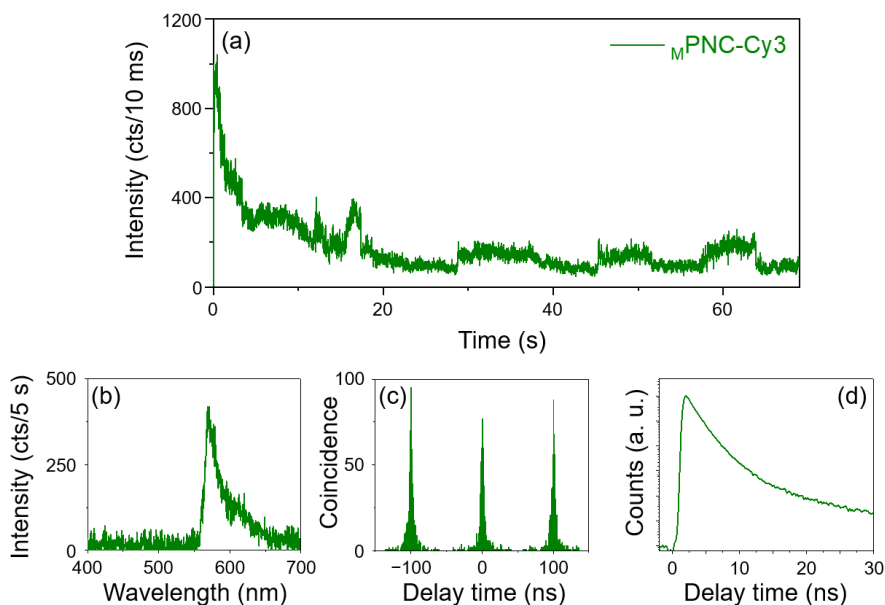 (a)
MPNC-Cy3
1200
800
400
0
Intensity (cts/10 ms)
0 20 40 60
Time (s)
(b)
500
250
0
Intensity (cts/5 s)
400 500 600 700
Wavelength (nm)
(c)
100
50
0
Coincidence
−100 0 100
Delay time (ns)
(d)
Counts (a. u.)
0 10 20 30
Delay time (ns)